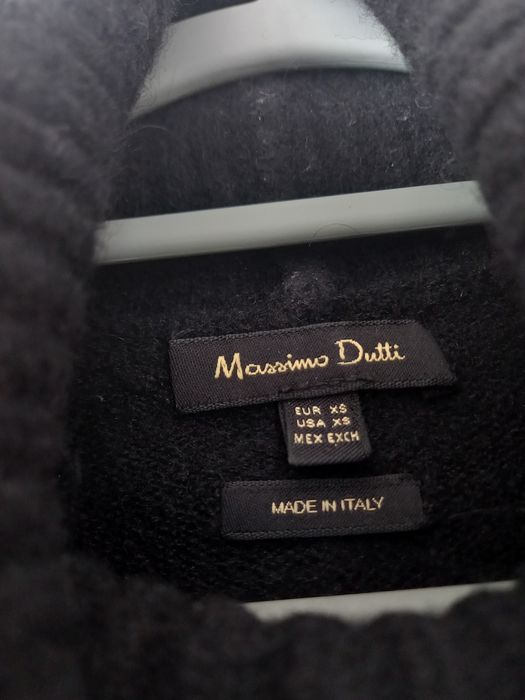 Massimo Dutti
EUR XS
USA XS
MEX EXCH
MADE IN ITALY